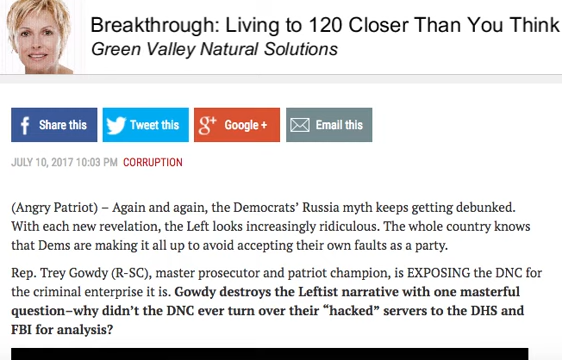 Breakthrough: Living to 120 Closer Than You Think
Green Valley Natural Solutions
Share this
Tweet this
Google +
Email this
JULY 10, 2017 10:03 PM CORRUPTION
(Angry Patriot) – Again and again, the Democrats’ Russia myth keeps getting debunked.
With each new revelation, the Left looks increasingly ridiculous. The whole country knows
that Dems are making it all up to avoid accepting their own faults as a party.
Rep. Trey Gowdy (R-SC), master prosecutor and patriot champion, is EXPOSING the DNC for
the criminal enterprise it is. Gowdy destroys the Leftist narrative with one masterful
question–why didn’t the DNC ever turn over their “hacked” servers to the DHS and
FBI for analysis?